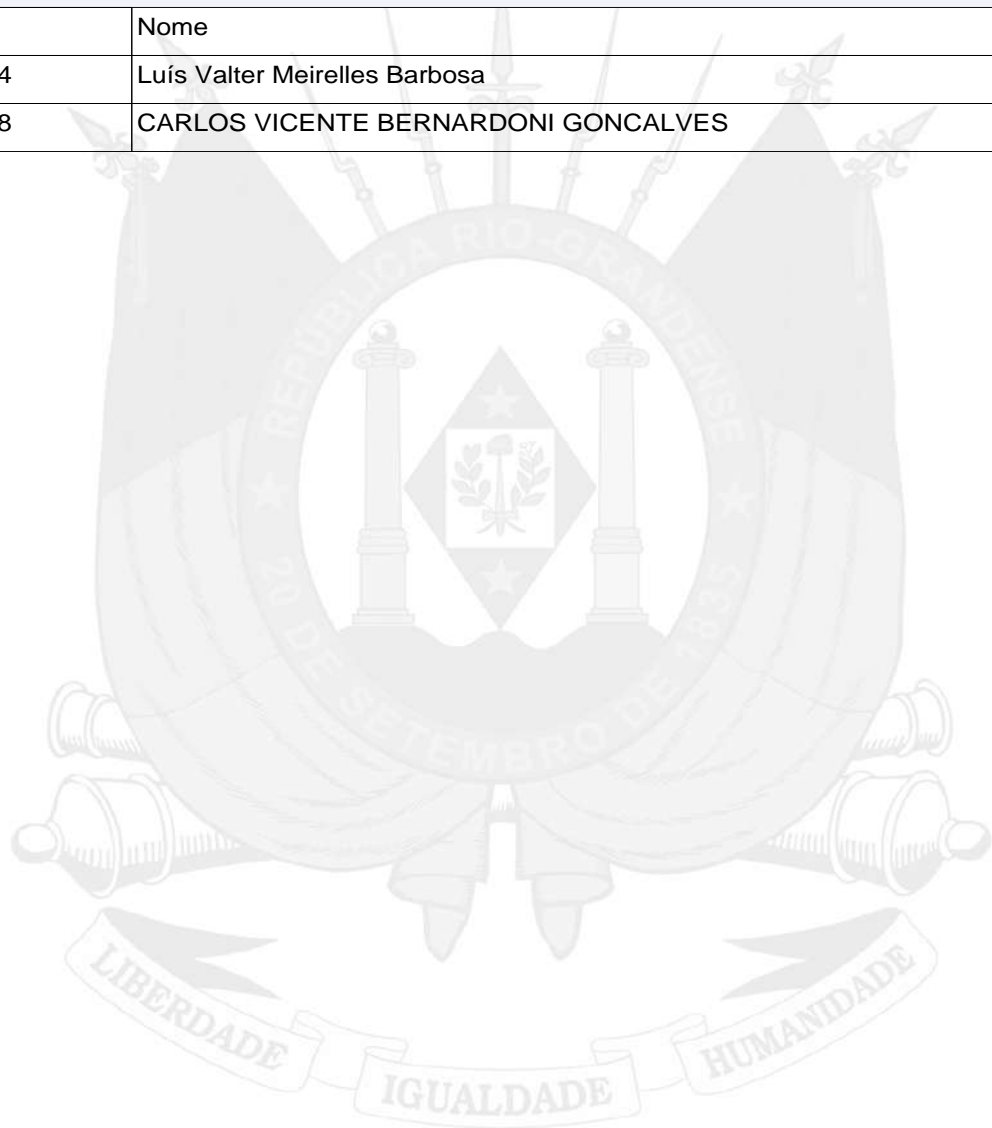 Nome
4 Luís Valter Meirelles Barbosa
8 CARLOS VICENTE BERNARDONI GONCALVES
REPÚBLICA RIO-GRANDENSE
20 DE SETEMBRO DE 1835
LIBERDADE IGUALDADE HUMANIDADE